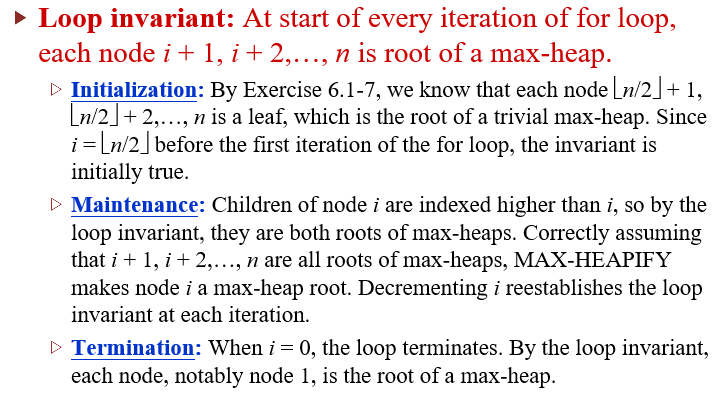 ▶ Loop invariant: At start of every iteration of for loop,
each node i + 1, i + 2,…, n is root of a max-heap.
▷ Initialization: By Exercise 6.1-7, we know that each node ⌊n/2⌋ + 1,
⌊n/2⌋ + 2,…, n is a leaf, which is the root of a trivial max-heap. Since
i = ⌊n/2⌋ before the first iteration of the for loop, the invariant is
initially true.
▷ Maintenance: Children of node i are indexed higher than i, so by the
loop invariant, they are both roots of max-heaps. Correctly assuming
that i + 1, i + 2,…, n are all roots of max-heaps, MAX-HEAPIFY
makes node i a max-heap root. Decrementing i reestablishes the loop
invariant at each iteration.
▷ Termination: When i = 0, the loop terminates. By the loop invariant,
each node, notably node 1, is the root of a max-heap.